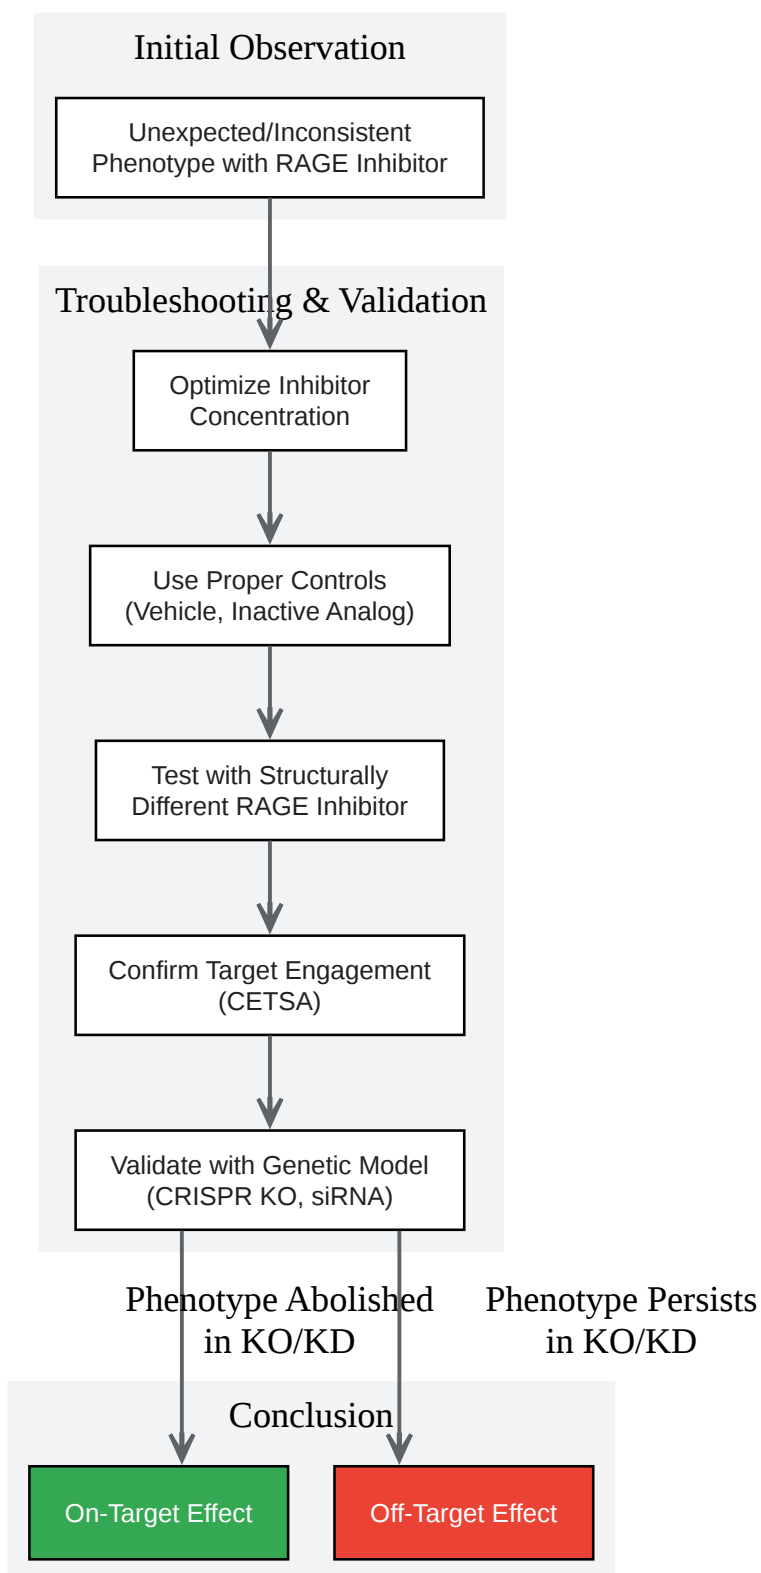 Initial Observation
Unexpected/Inconsistent
Phenotype with RAGE Inhibitor
Troubleshooting & Validation
Optimize Inhibitor
Concentration
Use Proper Controls
(Vehicle, Inactive Analog)
Test with Structurally
Different RAGE Inhibitor
Confirm Target Engagement
(CETSA)
Validate with Genetic Model
(CRISPR KO, siRNA)
Phenotype Abolished
in KO/KD
Phenotype Persists
in KO/KD
Conclusion
On-Target Effect
Off-Target Effect